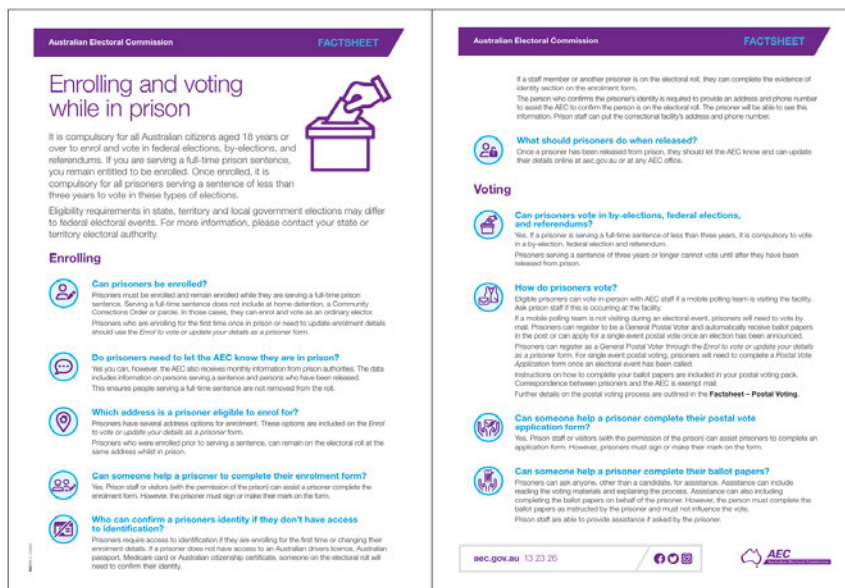 Australian Electoral Commission
FACTSHEET
Enrolling and voting
while in prison
It is compulsory for all Australian citizens aged 18 years or
over to enrol and vote in federal elections, by-elections, and
referendums. If you are serving a full-time prison sentence,
you remain entitled to be enrolled. Once enrolled, it is
compulsory for all prisoners serving a sentence of less than
three years to vote in these types of elections.
Eligibility requirements in state, territory and local government elections may differ
to federal electoral events. For more information, please contact your state or
territory electoral authority.
Enrolling
Can prisoners be enrolled?
Prisoners must be enrolled and remain enrolled while they are serving a full-time prison
sentence. Serving a full-time sentence does not include at home detention, a Community
Corrections Order or parole. In those cases, they can enrol and vote as an ordinary elector.
Prisoners who are enrolling for the first time once in prison or need to update enrolment details
should use the Enrol to vote or update your details as a prisoner form.
Do prisoners need to let the AEC know they are in prison?
Yes you can, however, the AEC also receives monthly information from prison authorities. The data
includes information on persons serving a sentence and persons who have been released.
This ensures people serving a full-time sentence are not removed from the roll.
Which address is a prisoner eligible to enrol for?
Prisoners have several address options for enrolment. These options are included on the Enrol
to vote or update your details as a prisoner form.
Prisoners who were enrolled prior to serving a sentence, can remain on the electoral roll at the
same address whilst in prison.
Can someone help a prisoner to complete their enrolment form?
Yes. Prison staff or visitors (with the permission of the prison) can assist a prisoner complete the
enrolment form. However, the prisoner must sign or make their mark on the form.
Who can confirm a prisoners identity if they don't have access
to identification?
Prisoners require access to identification if they are enrolling for the first time or changing their
enrolment details. If a prisoner does not have access to an Australian drivers licence, Australian
passport, Medicare card or Australian citizenship certificate, someone on the electoral roll will
need to confirm their identity.
Australian Electoral Commission
FACTSHEET
If a staff member or another prisoner is on the electoral roll, they can complete the evidence of
identity section on the enrolment form.
The person who confirms the prisoner's identity is required to provide an address and phone number
to assist the AEC to confirm the person is on the electoral roll. The prisoner will be able to see this
information. Prison staff can put the correctional facility's address and phone number.
What should prisoners do when released?
Once a prisoner has been released from prison, they should let the AEC know and can update
their details online at aec.gov.au or at any AEC office.
Voting
Can prisoners vote in by-elections, federal elections,
and referendums?
Yes. If a prisoner is serving a full-time sentence of less than three years, it is compulsory to vote
in a by-election, federal election and referendum.
Prisoners serving a sentence of three years or longer cannot vote until after they have been
released from prison.
How do prisoners vote?
Eligible prisoners can vote in-person with AEC staff if a mobile polling team is visiting the facility.
Ask prison staff if this is occurring at the facility.
If a mobile polling team is not visiting during an electoral event, prisoners will need to vote by
mail. Prisoners can register to be a General Postal Voter and automatically receive ballot papers
in the post or can apply for a single event postal vote once an election has been announced.
Prisoners can register as a General Postal Voter through the Enrol to vote or update your details
as a prisoner form. For single event postal voting, prisoners will need to complete a Postal Vote
Application form once an electoral event has been called.
Instructions on how to complete your ballot papers are included in your postal voting pack.
Correspondence between prisoners and the AEC is exempt mail.
Further details on the postal voting process are outlined in the Factsheet – Postal Voting.
Can someone help a prisoner complete their postal vote
application form?
Yes. Prison staff or visitors (with the permission of the prison) can assist prisoners to complete an
application form. However, prisoners must sign or make their mark on the form.
Can someone help a prisoner complete their ballot papers?
Prisoners can ask anyone, other than a candidate, for assistance. Assistance can include
reading the voting materials and explaining the process. Assistance can also including
completing the ballot papers on behalf of the prisoner. However, the person must complete the
ballot papers as instructed by the prisoner and must not influence the vote.
Prison staff are able to provide assistance if asked by the prisoner.
aec.gov.au 13 23 26
AEC
Australian Electoral Commission